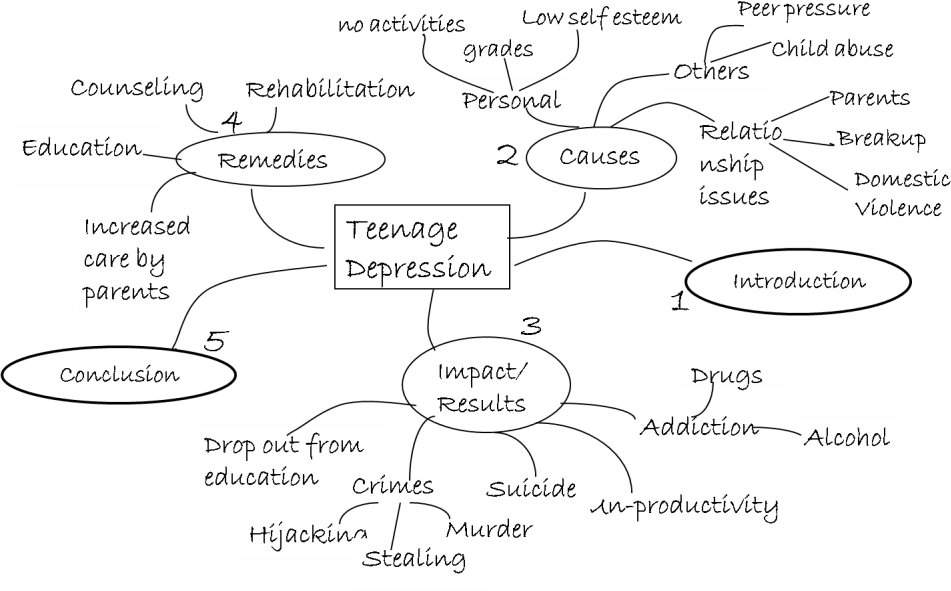 Teenage
Depression
1
Introduction
2
Causes
Personal
no activities
grades
Low self esteem
Others
Peer pressure
Child abuse
Relatio
nship
issues
Parents
Breakup
Domestic
Violence
3
Impact/
Results
Drop out from
education
Crimes
Hijacking
Stealing
Murder
Suicide
Un-productivity
Addiction
Drugs
Alcohol
4
Remedies
Counseling
Rehabilitation
Education
Increased
care by
parents
5
Conclusion